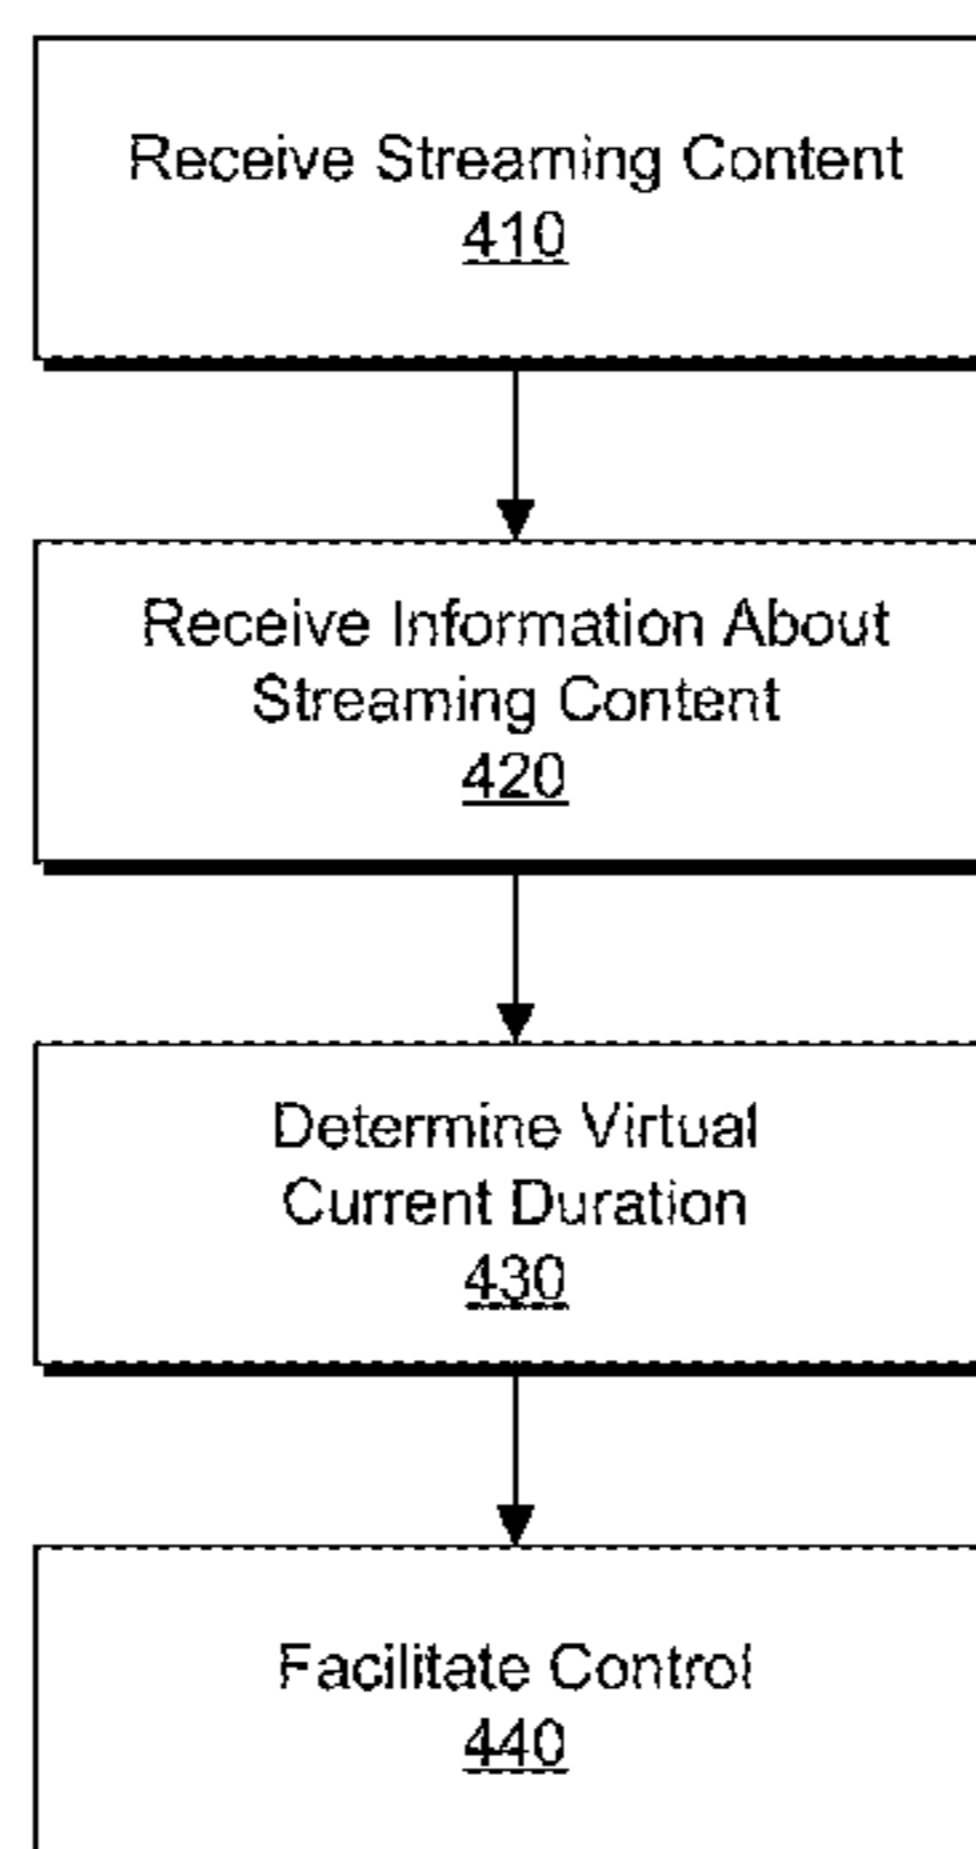 Receive Streaming Content
410
Receive Information About
Streaming Content
420
Determine Virtual
Current Duration
430
Facilitate Control
440